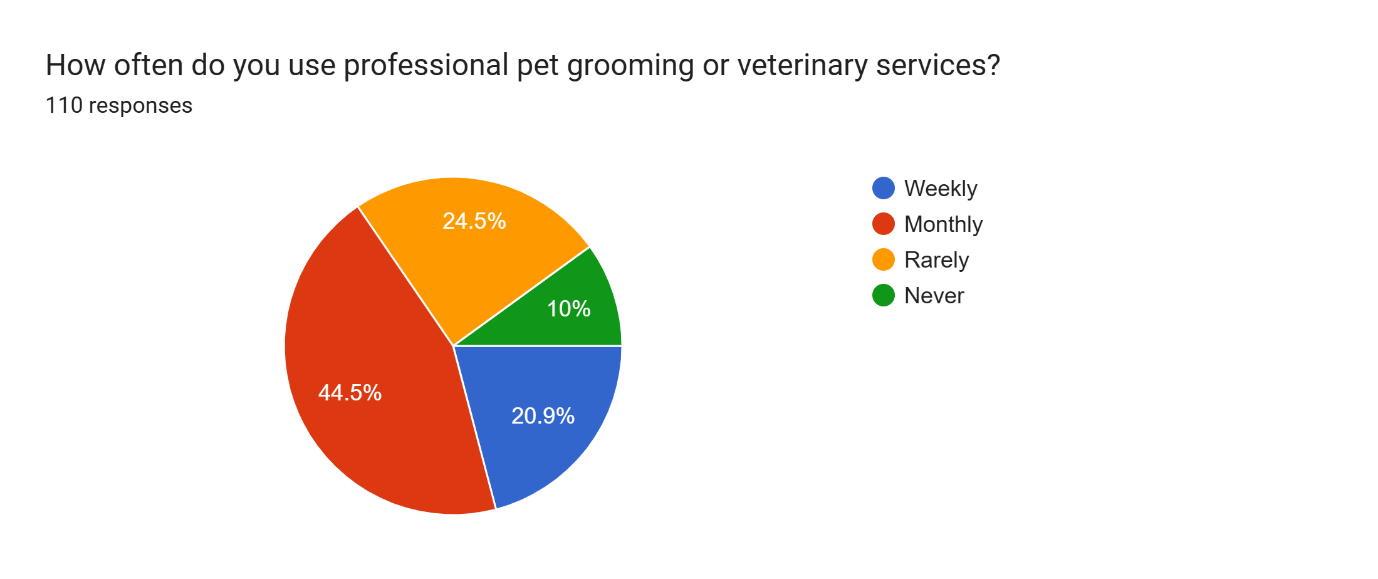 How often do you use professional pet grooming or veterinary services?
110 responses
Weekly
Monthly
Rarely
Never
24.5%
10%
44.5%
20.9%